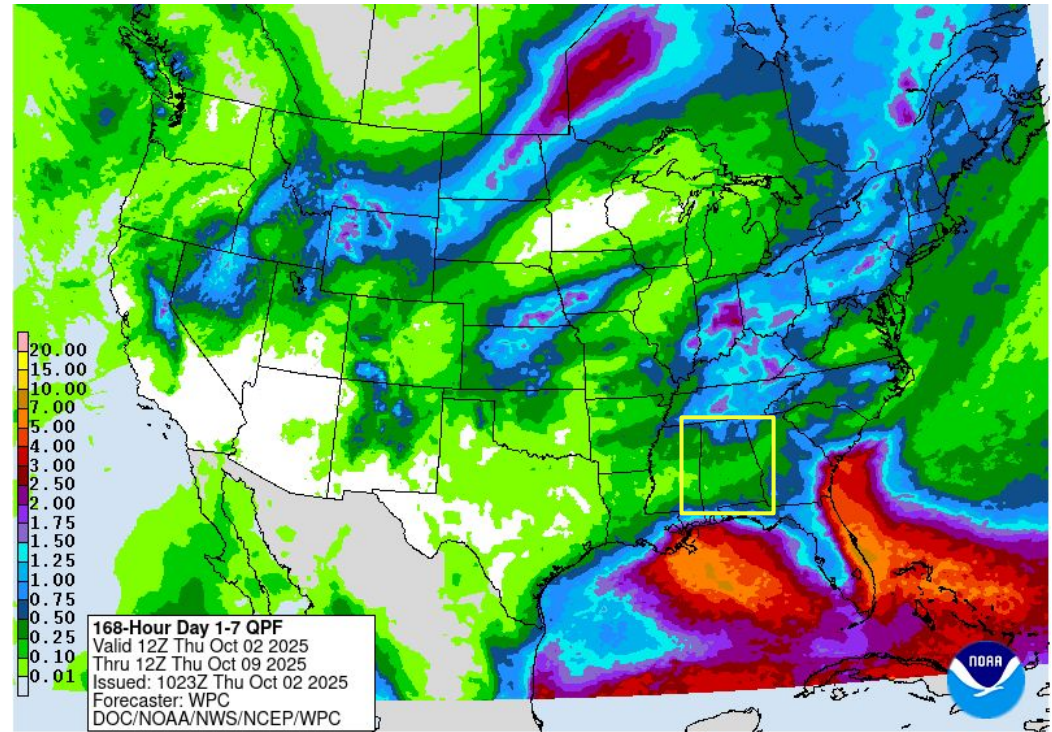 20.00
15.00
10.00
7.00
5.00
4.00
3.00
2.50
2.00
1.75
1.50
1.25
1.00
0.75
0.50
0.25
0.10
0.01
168-Hour Day 1-7 QPF
Valid 12Z Thu Oct 02 2025
Thru 12Z Thu Oct 09 2025
Issued: 1023Z Thu Oct 02 2025
Forecaster: WPC
DOC/NOAA/NWS/NCEP/WPC
NOAA